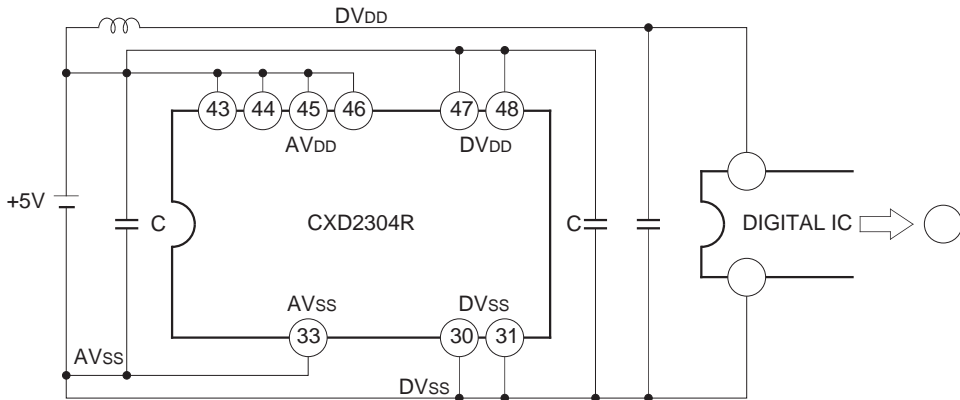 DVDD
43 44 45 46 47 48
AVDD DVDD
+5V C CXD2304R C DIGITAL IC
AVSS DVSS
33 30 31
AVSS
DVSS